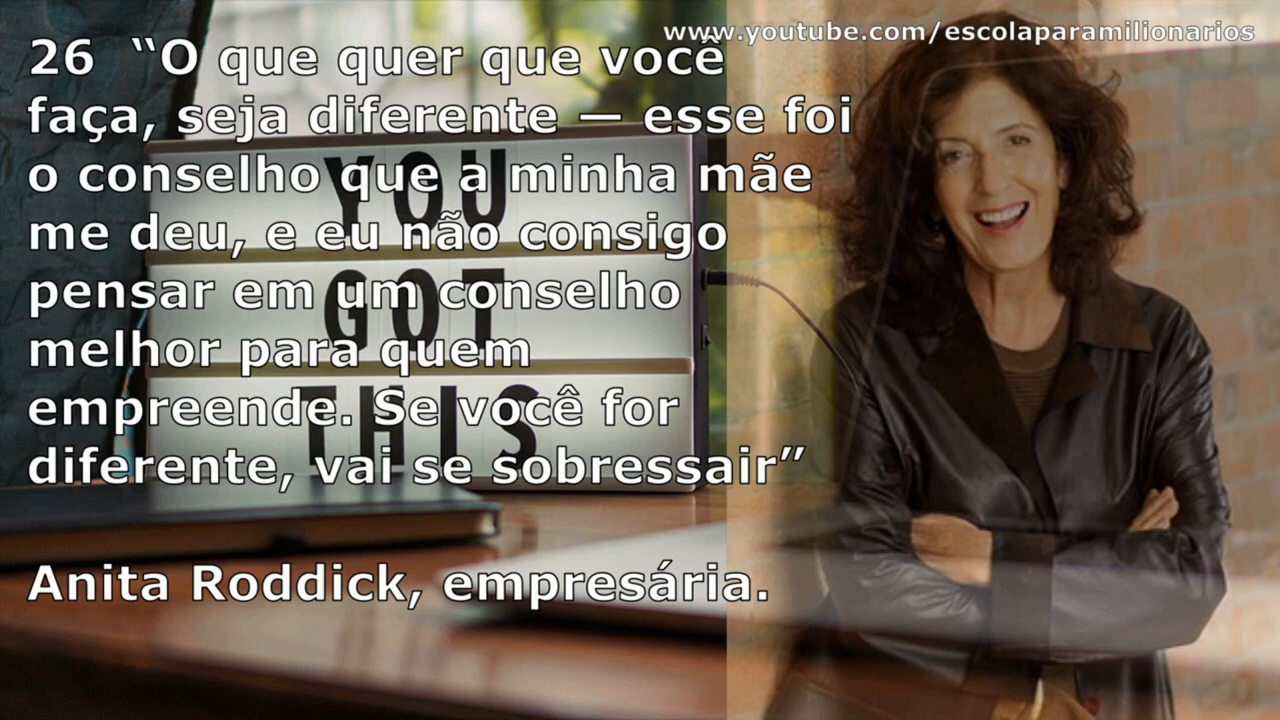 www.youtube.com/escolaparamilionarios
26 “O que quer que você
faça, seja diferente — esse foi
o conselho que a minha mãe
me deu, e eu não consigo
pensar em um conselho
melhor para quem
empreende. Se você for
diferente, vai se sobressair”
Anita Roddick, empresária.
YOU
GOT
THIS